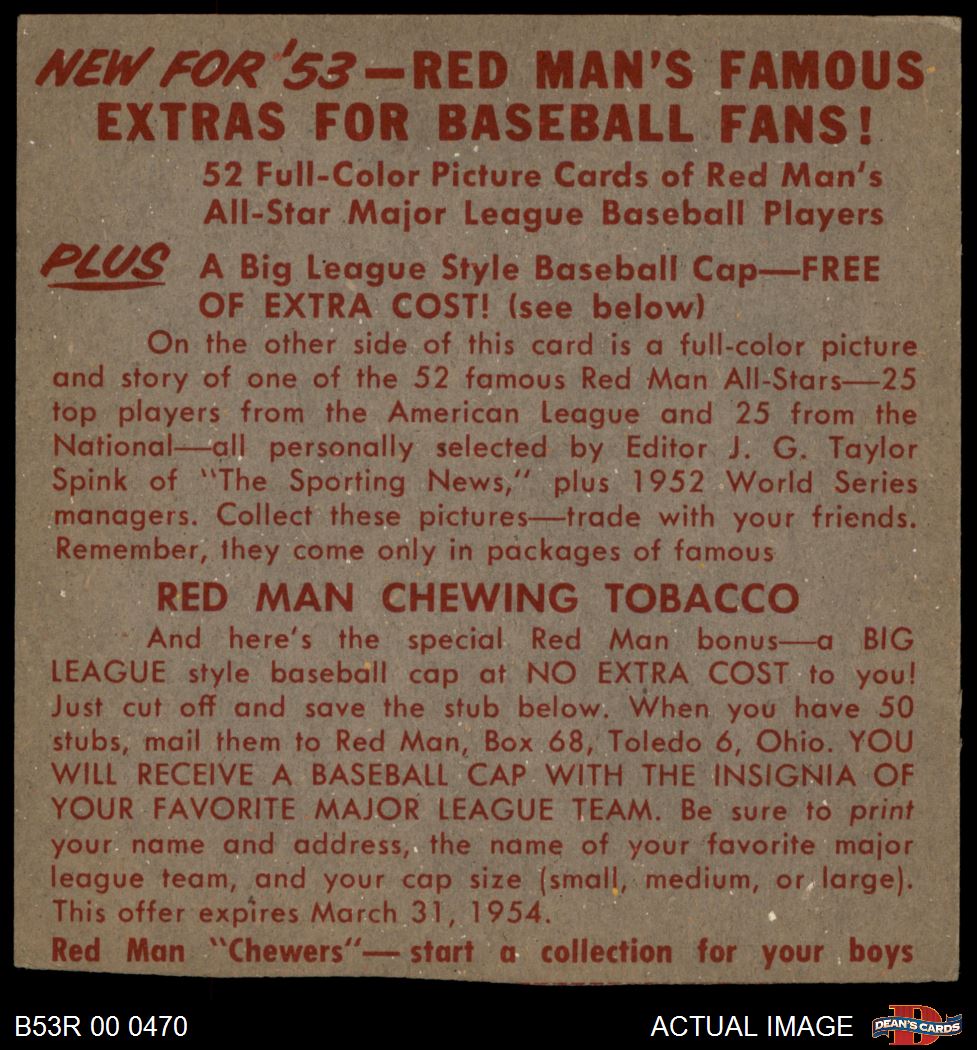 NEW FOR '53—RED MAN'S FAMOUS
EXTRAS FOR BASEBALL FANS!
52 Full-Color Picture Cards of Red Man's
All-Star Major League Baseball Players
PLUS A Big League Style Baseball Cap—FREE
OF EXTRA COST! (see below)
On the other side of this card is a full-color picture
and story of one of the 52 famous Red Man All-Stars—25
top players from the American League and 25 from the
National—all personally selected by Editor J. G. Taylor
Spink of "The Sporting News," plus 1952 World Series
managers. Collect these pictures—trade with your friends.
Remember, they come only in packages of famous
RED MAN CHEWING TOBACCO
And here's the special Red Man bonus—a BIG
LEAGUE style baseball cap at NO EXTRA COST to you!
Just cut off and save the stub below. When you have 50
stubs, mail them to Red Man, Box 68, Toledo 6, Ohio. YOU
WILL RECEIVE A BASEBALL CAP WITH THE INSIGNIA OF
YOUR FAVORITE MAJOR LEAGUE TEAM. Be sure to print
your name and address, the name of your favorite major
league team, and your cap size (small, medium, or large).
This offer expires March 31, 1954.
Red Man "Chewers"—start a collection for your boys
B53R 00 0470
ACTUAL IMAGE
D
DEAN'S CARDS